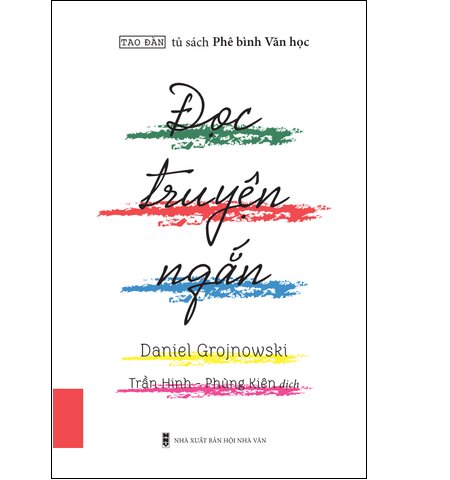 TAO ĐÀN tủ sách Phê bình Văn học
Đọc
truyện
ngắn
Daniel Grojnowski
Trần Hinh - Phùng Kiên dịch
NHÀ XUẤT BẢN HỘI NHÀ VĂN